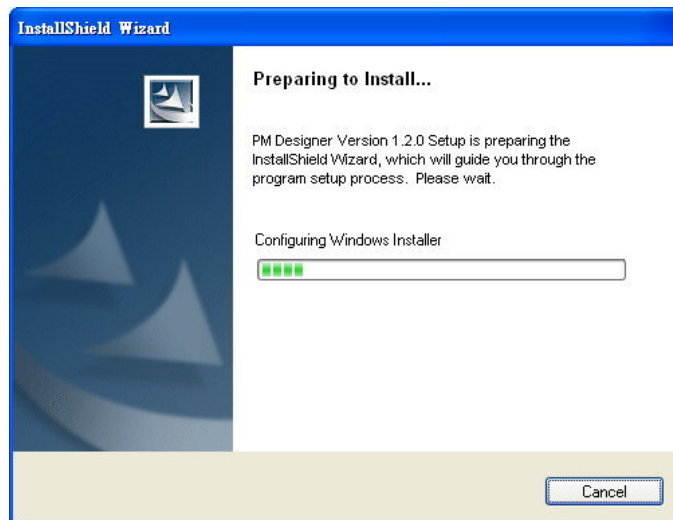 InstallShield Wizard
Preparing to Install...
PM Designer Version 1.2.0 Setup is preparing the
InstallShield Wizard, which will guide you through the
program setup process. Please wait.
Configuring Windows Installer
Cancel